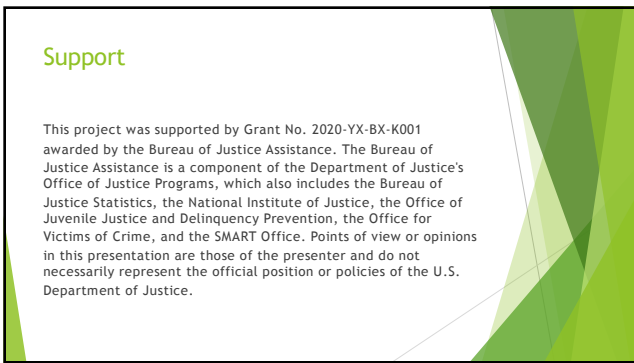 Support
This project was supported by Grant No. 2020-YX-BX-K001
awarded by the Bureau of Justice Assistance. The Bureau of
Justice Assistance is a component of the Department of Justice's
Office of Justice Programs, which also includes the Bureau of
Justice Statistics, the National Institute of Justice, the Office of
Juvenile Justice and Delinquency Prevention, the Office for
Victims of Crime, and the SMART Office. Points of view or opinions
in this presentation are those of the presenter and do not
necessarily represent the official position or policies of the U.S.
Department of Justice.